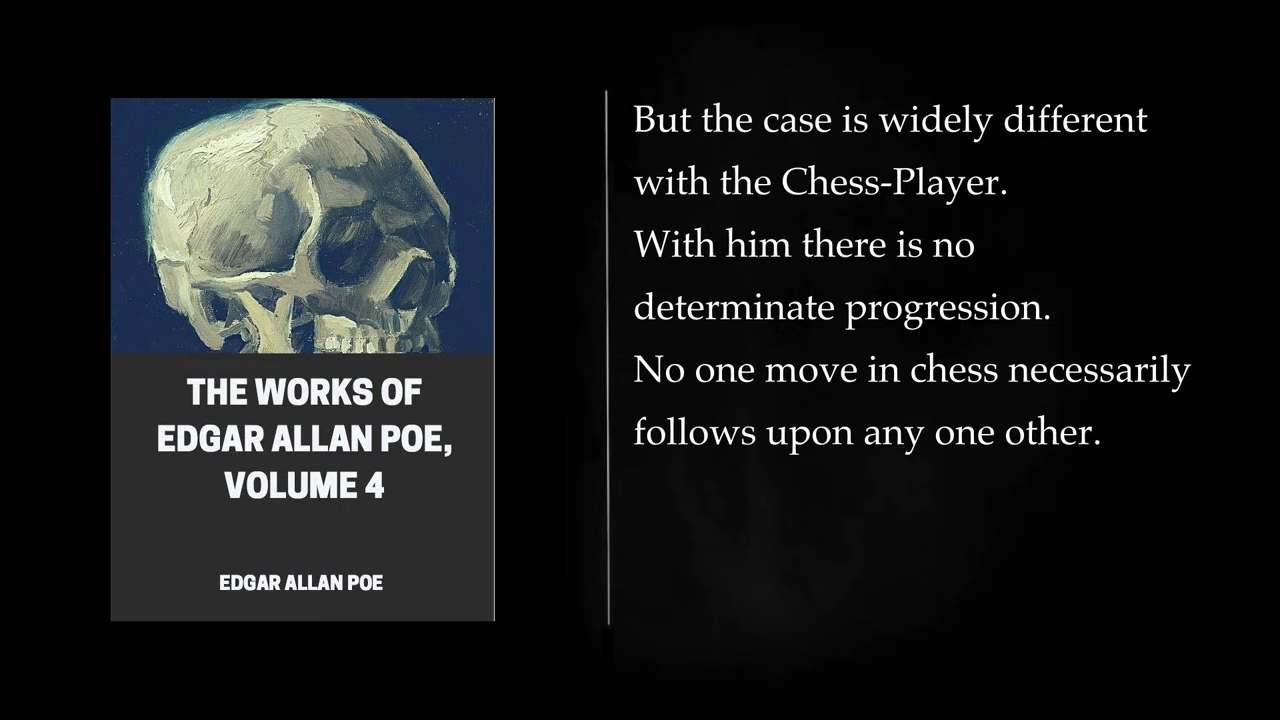 THE WORKS OF
EDGAR ALLAN POE,
VOLUME 4
EDGAR ALLAN POE
But the case is widely different
with the Chess-Player.
With him there is no
determinate progression.
No one move in chess necessarily
follows upon any one other.